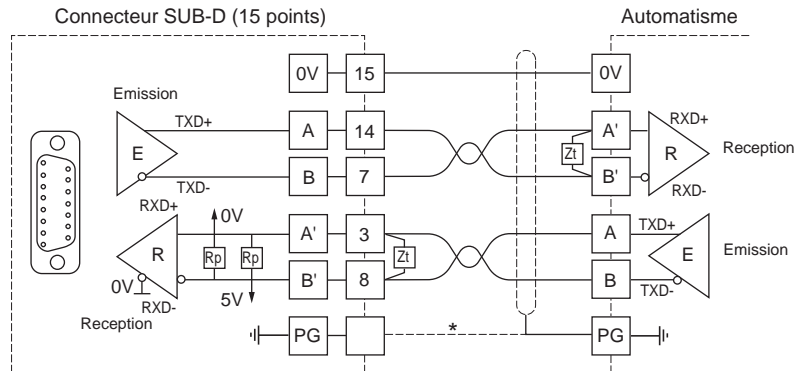 Connecteur SUB-D (15 points)
Automatisme
0V 15 0V
Emission
TXD+ A 14 A' RXD+
E Zt R Reception
TXD- B 7 B' RXD-
RXD+ 0V A' 3 A TXD+
R Rp Rp Zt E Emission
0V RXD- 5V B' 8 B TXD-
Reception
PG * PG